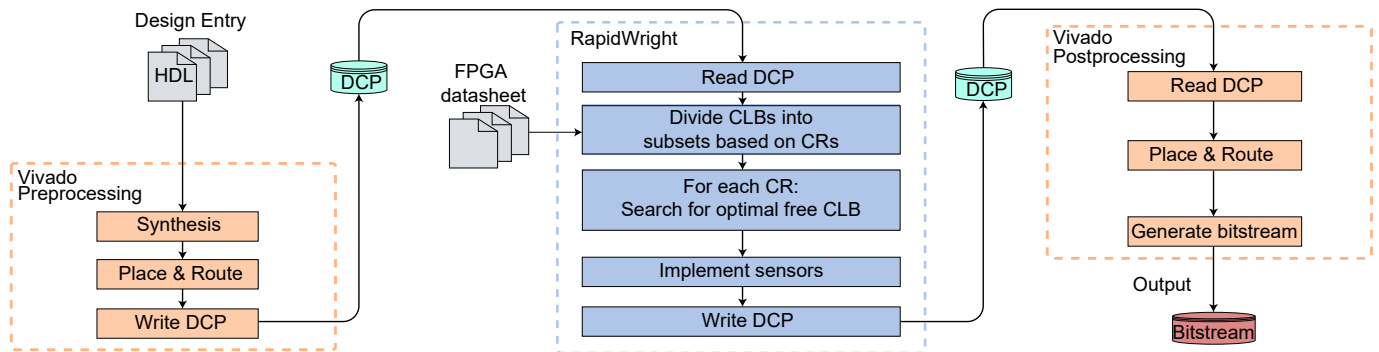 Design Entry
HDL
Vivado
Preprocessing
Synthesis
Place & Route
Write DCP
DCP
FPGA
datasheet
RapidWright
Read DCP
Divide CLBs into
subsets based on CRs
For each CR:
Search for optimal free CLB
Implement sensors
Write DCP
DCP
Vivado
Postprocessing
Read DCP
Place & Route
Generate bitstream
Output
Bitstream